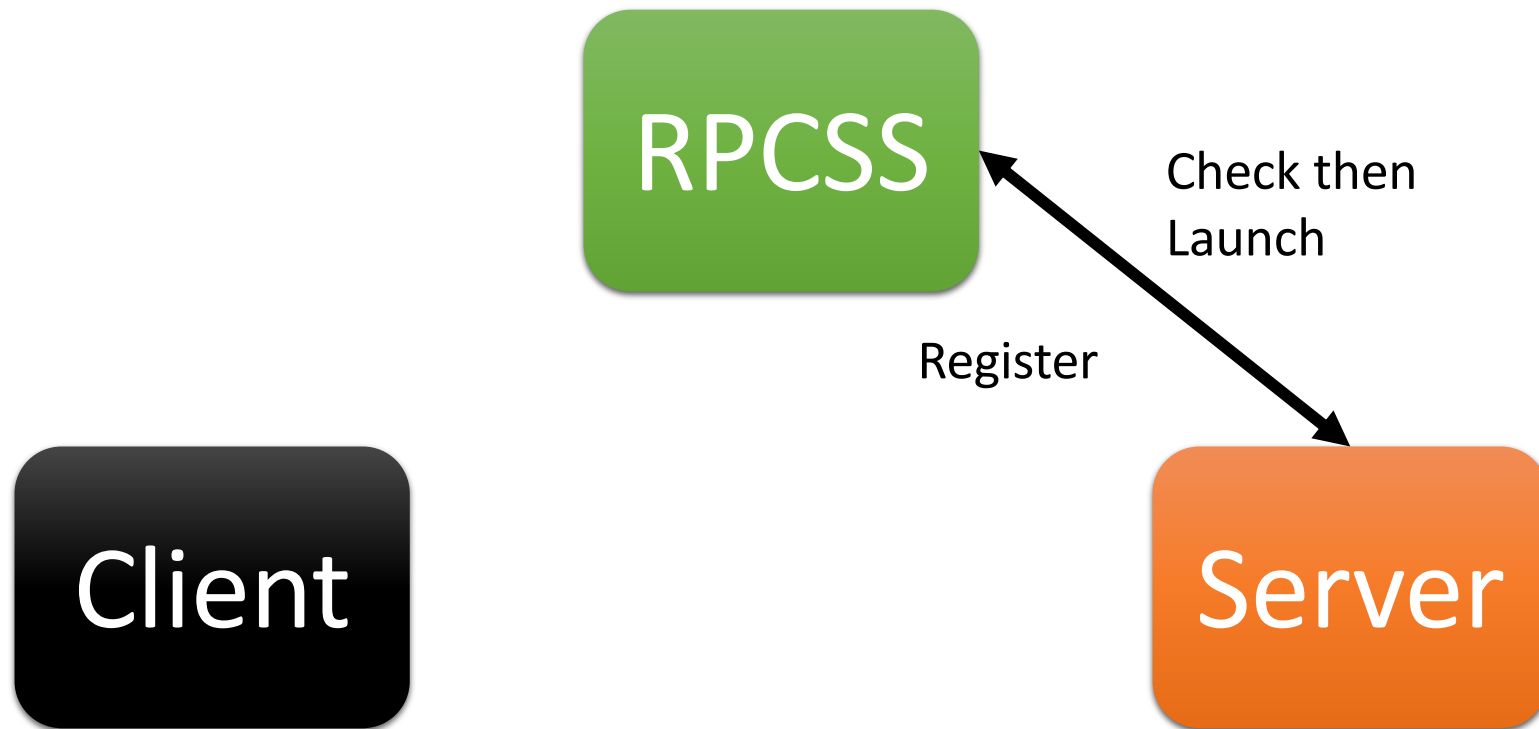 RPCSS
Check then
Launch
Register
Client
Server